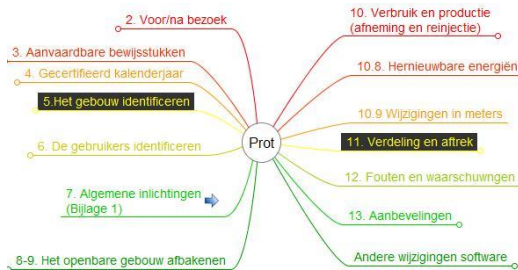 2. Voor/na bezoek
3. Aanvaardbare bewijsstukken
4. Gecertifieerd kalenderjaar
5.Het gebouw identificeren
6. De gebruikers identificeren
7. Algemene inlichtingen
(Bijlage 1)
8-9. Het openbare gebouw afbakenen
Prot
10. Verbruik en productie
(afneming en reinjectie)
10.8. Hernieuwbare energiën
10.9 Wijzigingen in meters
11. Verdeling en aftrek
12. Fouten en waarschuwngen
13. Aanbevelingen
Andere wijzigingen software